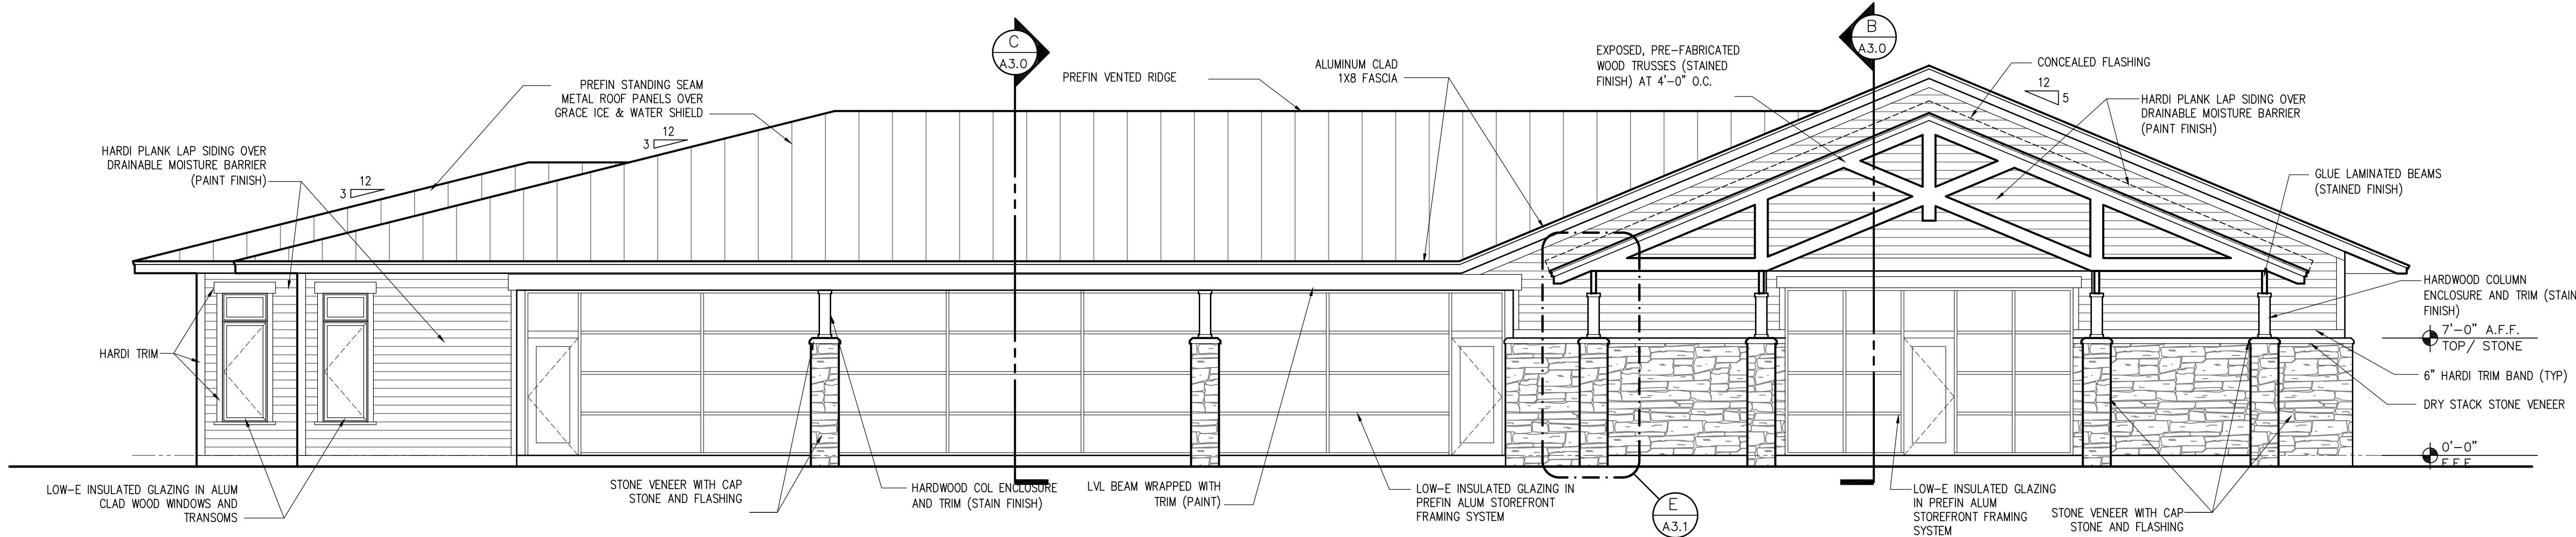 C
A3.0
B
A3.0
EXPOSED, PRE-FABRICATED
WOOD TRUSSES (STAINED
FINISH) AT 4'-0" O.C.
ALUMINUM CLAD
1X8 FASCIA
PREFIN VENTED RIDGE
CONCEALED FLASHING
12
5
PREFIN STANDING SEAM
METAL ROOF PANELS OVER
GRACE ICE & WATER SHIELD
HARDI PLANK LAP SIDING OVER
DRAINABLE MOISTURE BARRIER
(PAINT FINISH)
12
3
HARDI PLANK LAP SIDING OVER
DRAINABLE MOISTURE BARRIER
(PAINT FINISH)
12
3
GLUE LAMINATED BEAMS
(STAINED FINISH)
HARDWOOD COLUMN
ENCLOSURE AND TRIM (STAIN
FINISH)
7'-0" A.F.F.
TOP/ STONE
HARDI TRIM
6" HARDI TRIM BAND (TYP)
DRY STACK STONE VENEER
0'-0"
F.F.F.
LOW-E INSULATED GLAZING IN ALUM
CLAD WOOD WINDOWS AND
TRANSOMS
STONE VENEER WITH CAP
STONE AND FLASHING
HARDWOOD COL ENCLOSURE
AND TRIM (STAIN FINISH)
LVL BEAM WRAPPED WITH
TRIM (PAINT)
LOW-E INSULATED GLAZING IN
PREFIN ALUM STOREFRONT
FRAMING SYSTEM
E
A3.1
LOW-E INSULATED GLAZING
IN PREFIN ALUM
STOREFRONT FRAMING
SYSTEM
STONE VENEER WITH CAP
STONE AND FLASHING